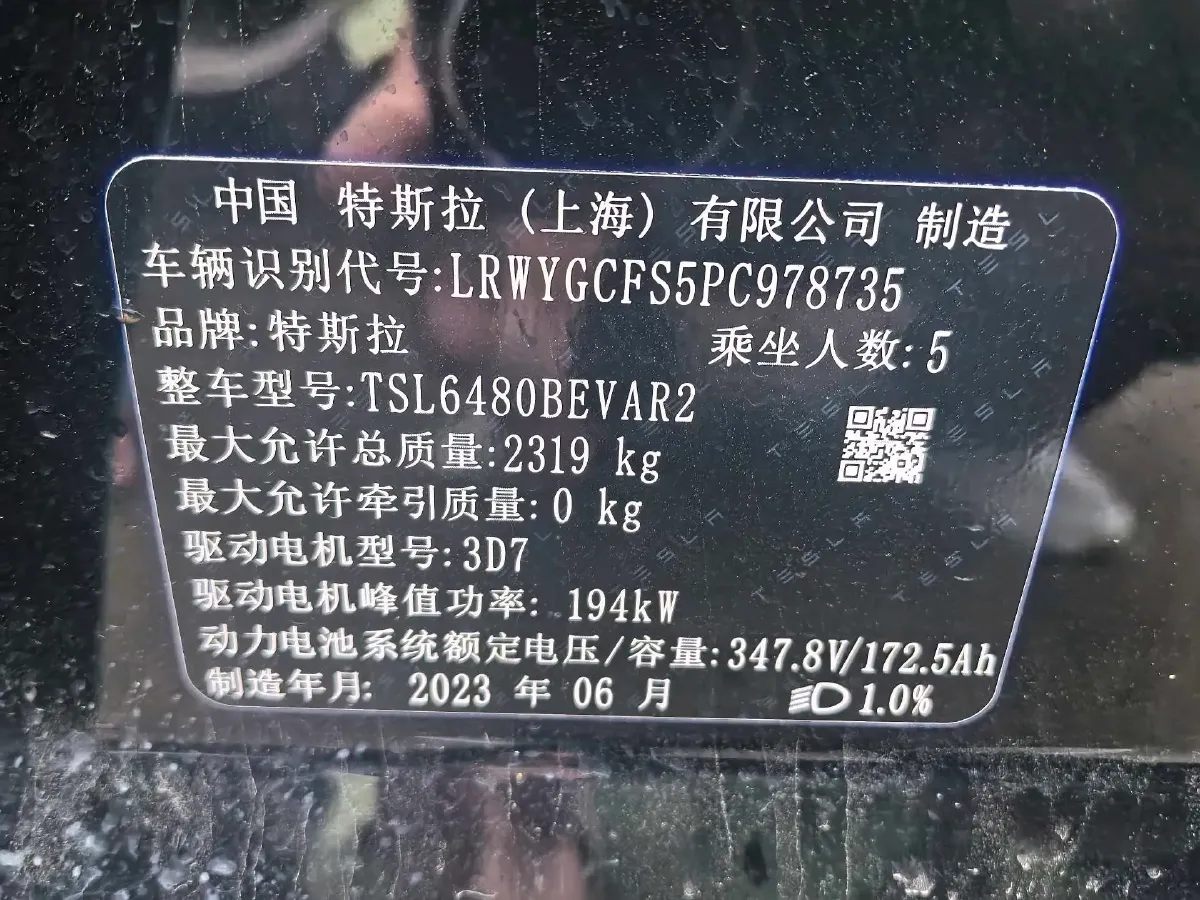 中国 特斯拉 (上海) 有限公司 制造
车辆识别代号:LRWYGCFS5PC978735
品牌:特斯拉 乘坐人数:5
整车型号:TSL6480BEVAR2
最大允许总质量:2319 kg
最大允许牵引质量:0 kg
驱动电机型号:3D7
驱动电机峰值功率: 194kW
动力电池系统额定电压/容量:347.8V/172.5Ah
制造年月: 2023 年 06 月 1.0%